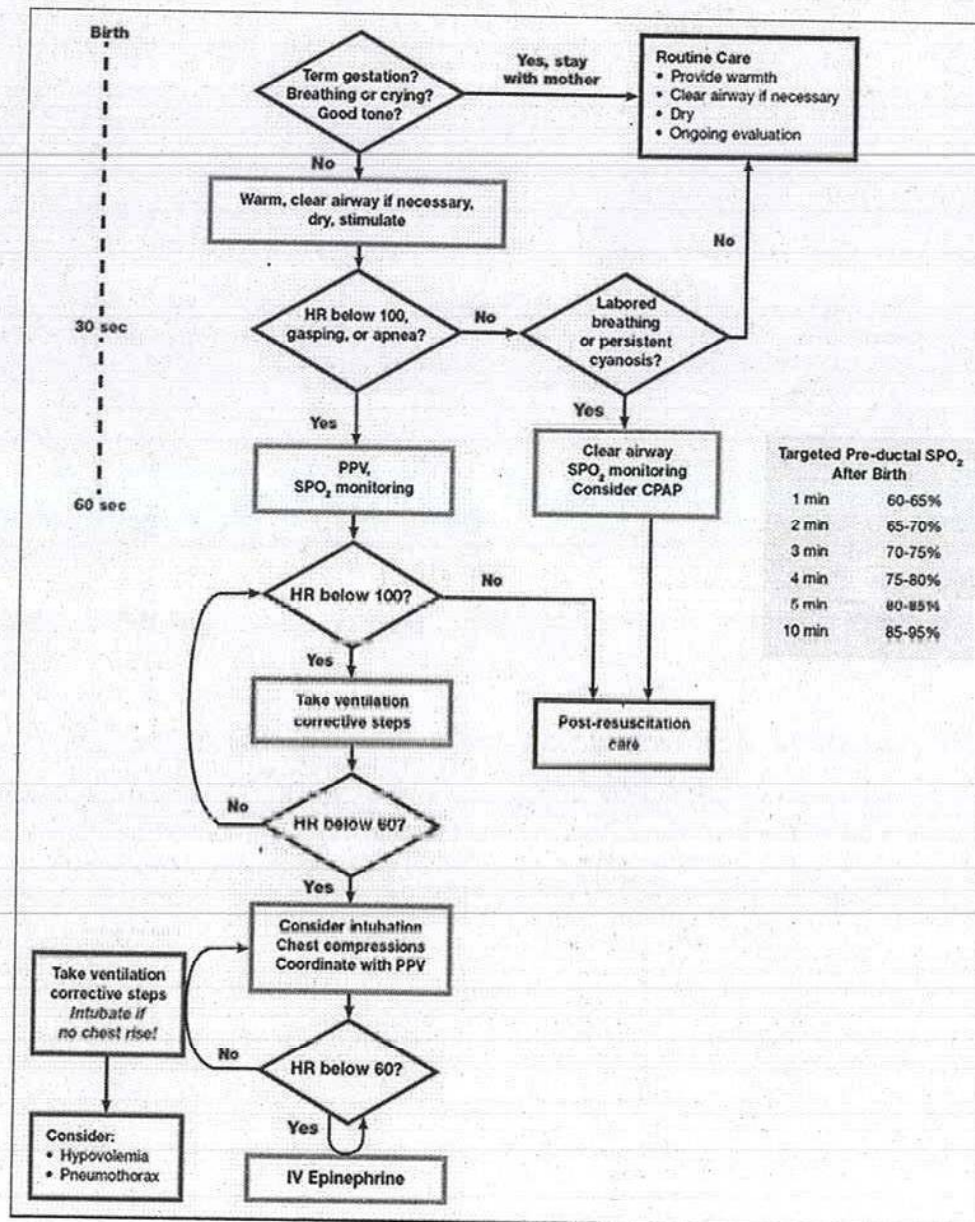 Birth
Term gestation?
Breathing or crying?
Good tone?
Yes, stay
with mother
Routine Care
• Provide warmth
• Clear airway if necessary
• Dry
• Ongoing evaluation
No
Warm, clear airway if necessary,
dry, stimulate
No
30 sec
HR below 100,
gasping, or apnea?
No
Labored
breathing
or persistent
cyanosis?
Yes
Yes
60 sec
PPV,
SPO₂ monitoring
Clear airway
SPO₂ monitoring
Consider CPAP
Targeted Pre-ductal SPO₂
After Birth
1 min 60-65%
2 min 65-70%
3 min 70-75%
4 min 75-80%
5 min 80-85%
10 min 85-95%
HR below 100?
No
Yes
Take ventilation
corrective steps
Post-resuscitation
care
No
HR below 60?
Yes
Consider intubation
Chest compressions
Coordinate with PPV
Take ventilation
corrective steps
Intubate if
no chest rise!
No
HR below 60?
Yes
Consider:
• Hypovolemia
• Pneumothorax
IV Epinephrine